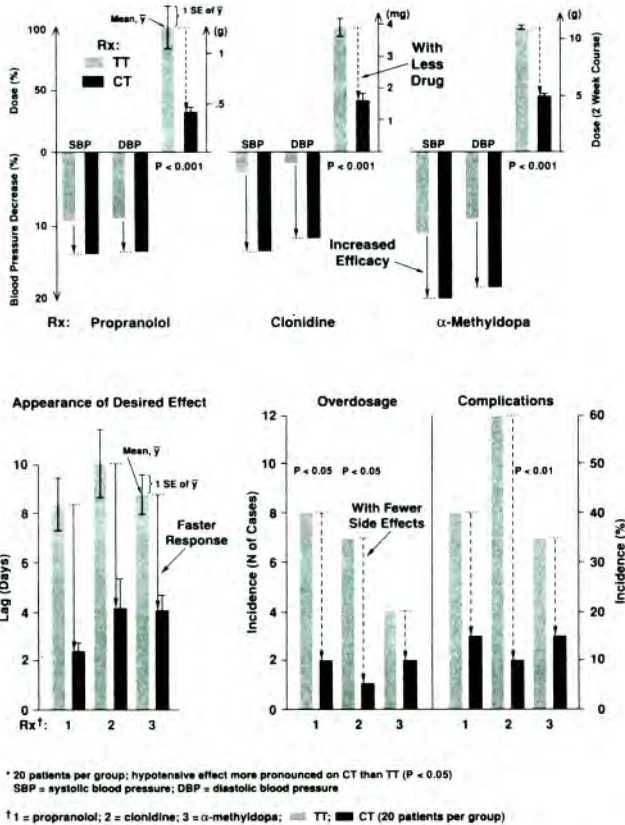 Mean, ȳ
1 SE of ȳ
(g)
(mg)
(g)
Rx:
TT
CT
Dose (%)
100
50
0
1
.5
With
Less
Drug
4
3
2
1
10
5
Dose (2 Week Course)
SBP DBP
P < 0.001
SBP DBP
P < 0.001
SBP DBP
P < 0.001
Blood Pressure Decrease (%)
10
20
Increased
Efficacy
Rx: Propranolol Clonidine α-Methyldopa
Appearance of Desired Effect
Lag (Days)
12
10
8
6
4
2
0
Mean, ȳ
1 SE of ȳ
Faster
Response
Rx†: 1 2 3
Overdosage Complications
Incidence (N of Cases)
12
10
8
6
4
2
0
P < 0.05 P < 0.05
With Fewer
Side Effects
P < 0.01
60
50
40
30
20
10
0
Incidence (%)
1 2 3 1 2 3
* 20 patients per group; hypotensive effect more pronounced on CT than TT (P < 0.05)
SBP = systolic blood pressure; DBP = diastolic blood pressure
† 1 = propranolol; 2 = clonidine; 3 = α-methyldopa; TT; CT (20 patients per group)